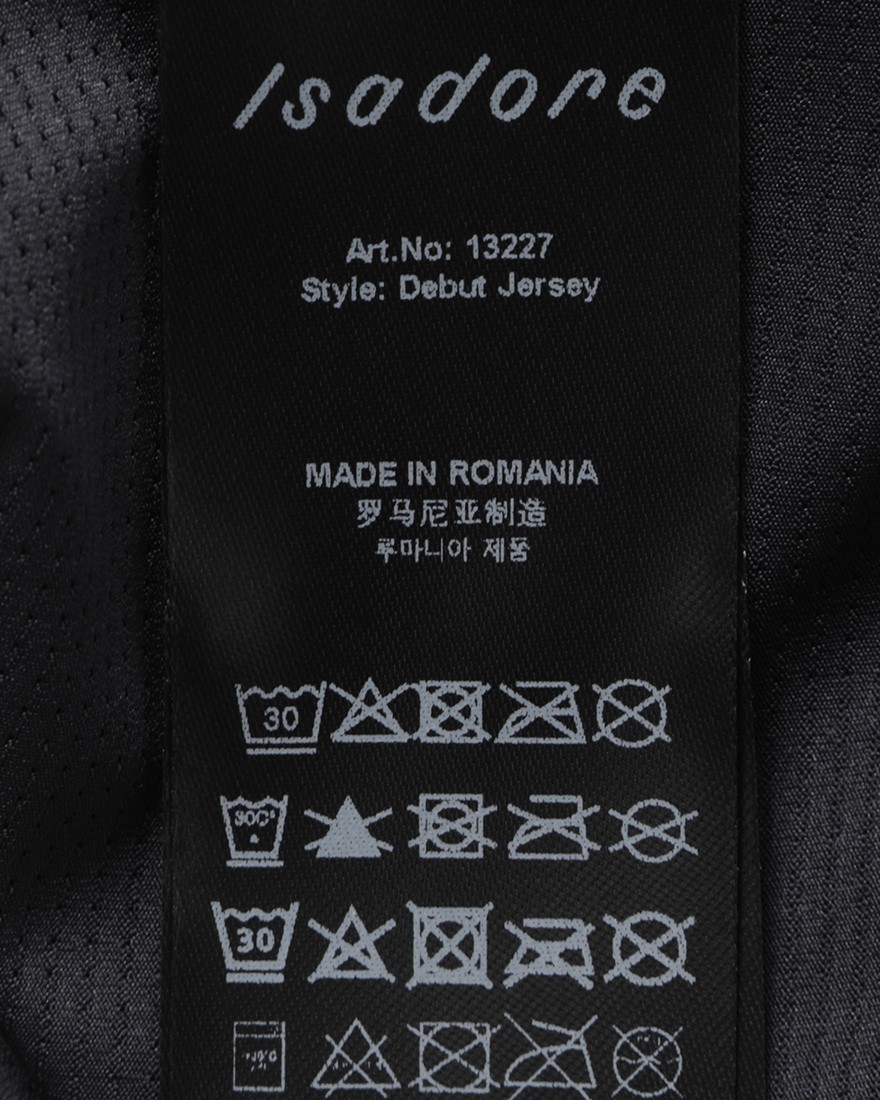 Isadore
Art.No: 13227
Style: Debut Jersey
MADE IN ROMANIA
罗马尼亚制造
루마니아 제품
30
30